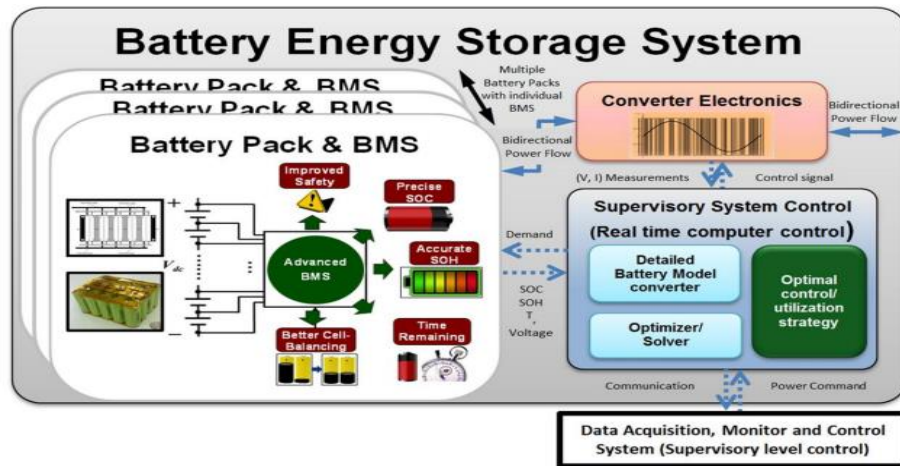 Battery Energy Storage System
Battery Pack & BMS
Battery Pack & BMS
Battery Pack & BMS
Multiple
Battery Packs
with individual
BMS
Bidirectional
Power Flow
Converter Electronics
Bidirectional
Power Flow
(V, I) Measurements
Control signal
Improved
Safety
Precise
SOC
Accurate
SOH
Advanced
BMS
+
V dc
−
Better Cell-
Balancing
Time
Remaining
Demand
SOC
SOH
T,
Voltage
Supervisory System Control
(Real time computer control)
Detailed
Battery Model
converter
Optimizer/
Solver
Optimal
control/
utilization
strategy
Communication
Power Command
Data Acquisition, Monitor and Control
System (Supervisory level control)